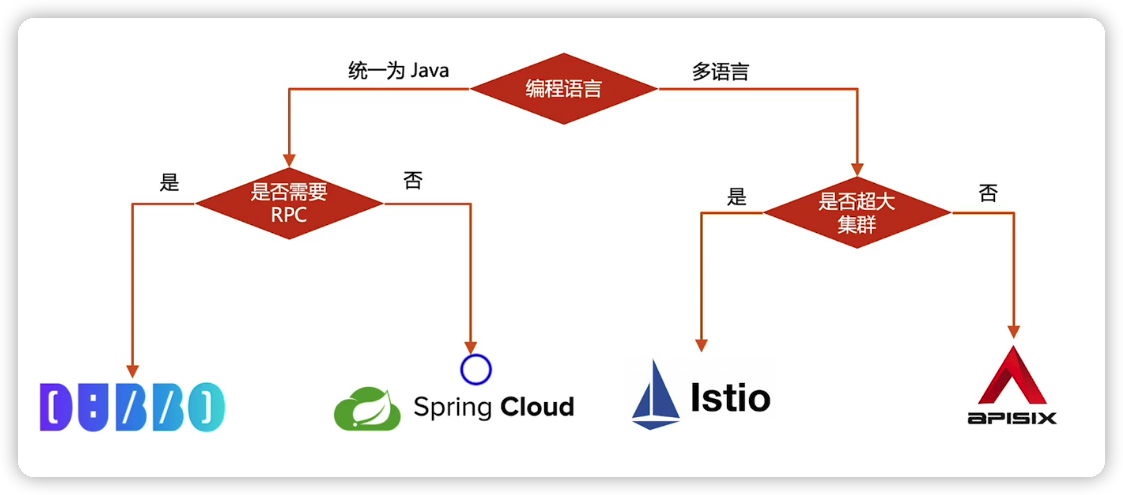 统一为 Java
编程语言
多语言
是
是否需要
RPC
否
是
是否超大
集群
否
DUBBO
Spring Cloud
Istio
APISIX